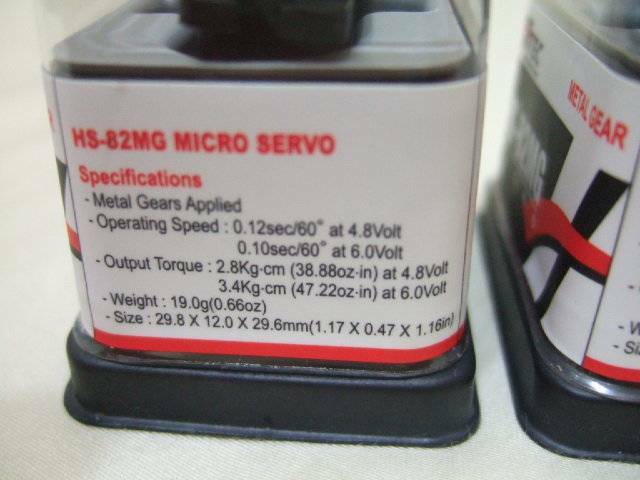 HS-82MG MICRO SERVO
Specifications
- Metal Gears Applied
- Operating Speed : 0.12sec/60° at 4.8Volt
0.10sec/60° at 6.0Volt
- Output Torque : 2.8Kg·cm (38.88oz·in) at 4.8Volt
3.4Kg·cm (47.22oz·in) at 6.0Volt
- Weight : 19.0g(0.66oz)
- Size : 29.8 X 12.0 X 29.6mm(1.17 X 0.47 X 1.16in)
METAL GEAR